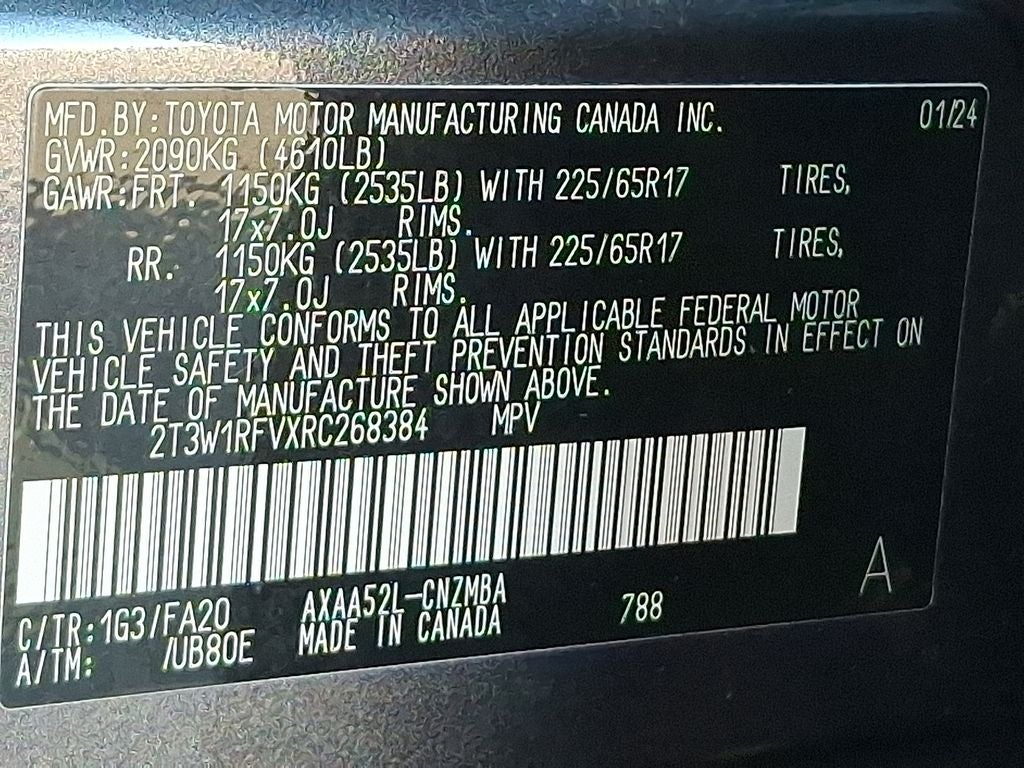 MFD.BY:TOYOTA MOTOR MANUFACTURING CANADA INC. 01/24
GVWR:2090KG (4610LB)
GAWR:FRT. 1150KG (2535LB) WITH 225/65R17 TIRES,
17x7.0J RIMS.
RR. 1150KG (2535LB) WITH 225/65R17 TIRES,
17x7.0J RIMS.
THIS VEHICLE CONFORMS TO ALL APPLICABLE FEDERAL MOTOR
VEHICLE SAFETY AND THEFT PREVENTION STANDARDS IN EFFECT ON
THE DATE OF MANUFACTURE SHOWN ABOVE.
2T3W1RFVXRC268384 MPV
A
C/TR:1G3/FA20 AXAA52L-CNZMBA 788
A/TM: /UB80E MADE IN CANADA